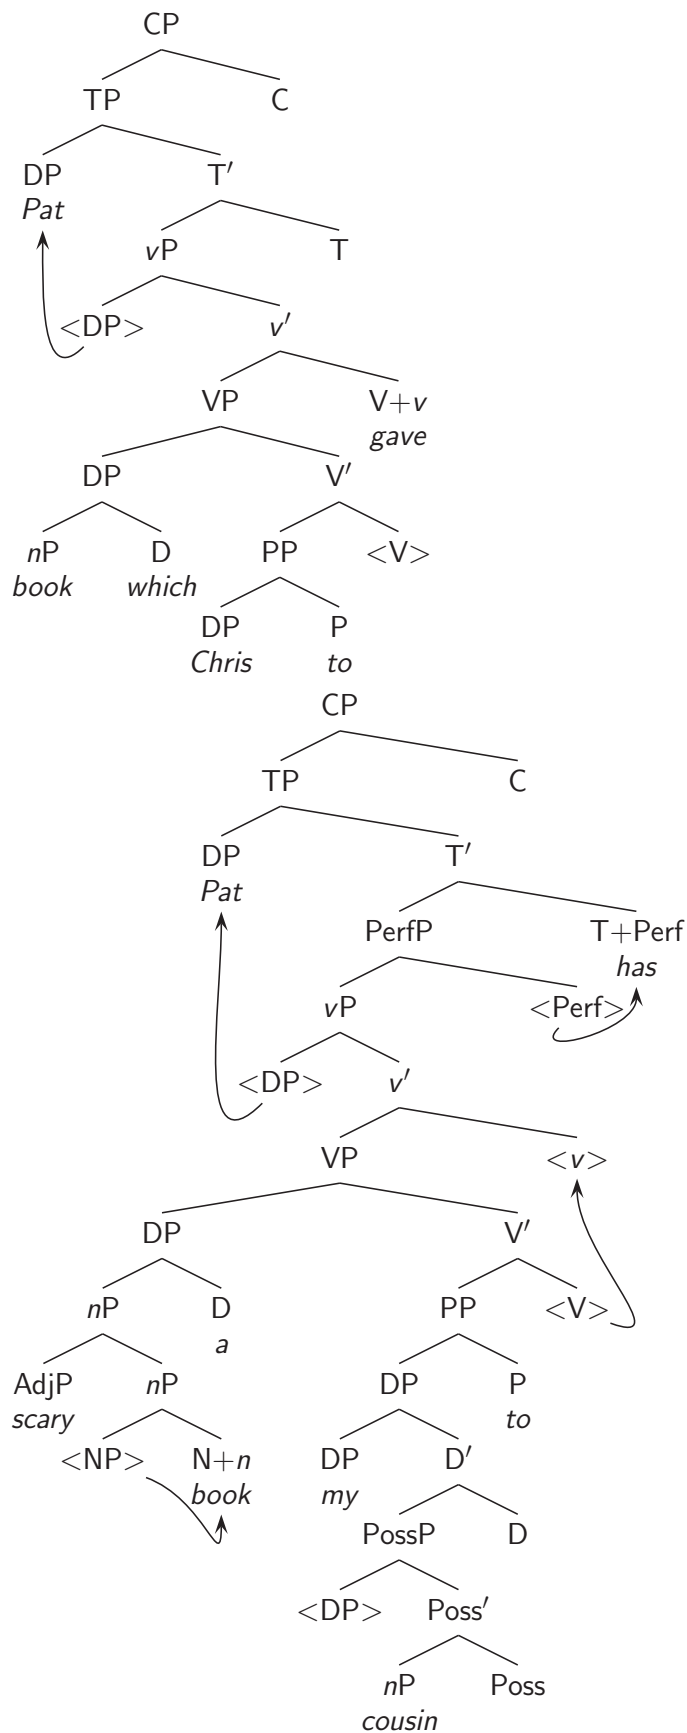 CP
TP C
DP T′
Pat
vP T
<DP> v′
VP V+v
gave
DP V′
nP D PP <V>
book which
DP P
Chris to
CP
TP C
DP T′
Pat
PerfP T+Perf
has
vP <Perf>
<DP> v′
VP <v>
DP V′
nP D PP <V>
a
AdjP nP DP P
scary to
<NP> N+n DP D′
book my
PossP D
<DP> Poss′
nP Poss
cousin